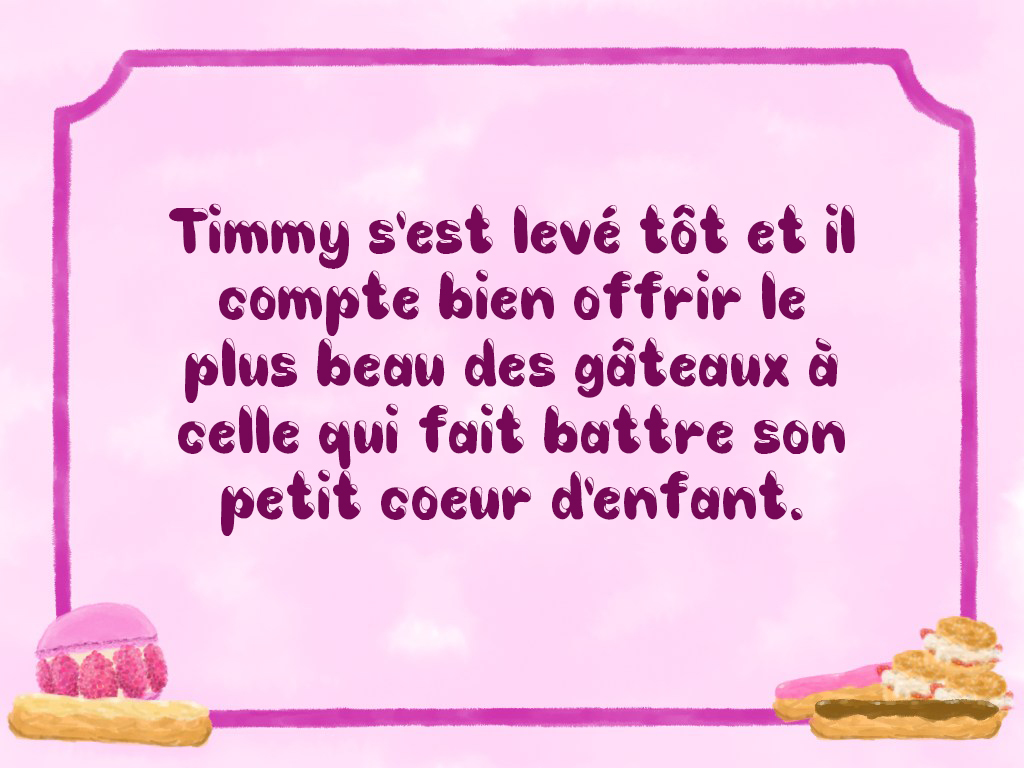 Timmy s'est levé tôt et il
compte bien offrir le
plus beau des gâteaux à
celle qui fait battre son
petit coeur d'enfant.